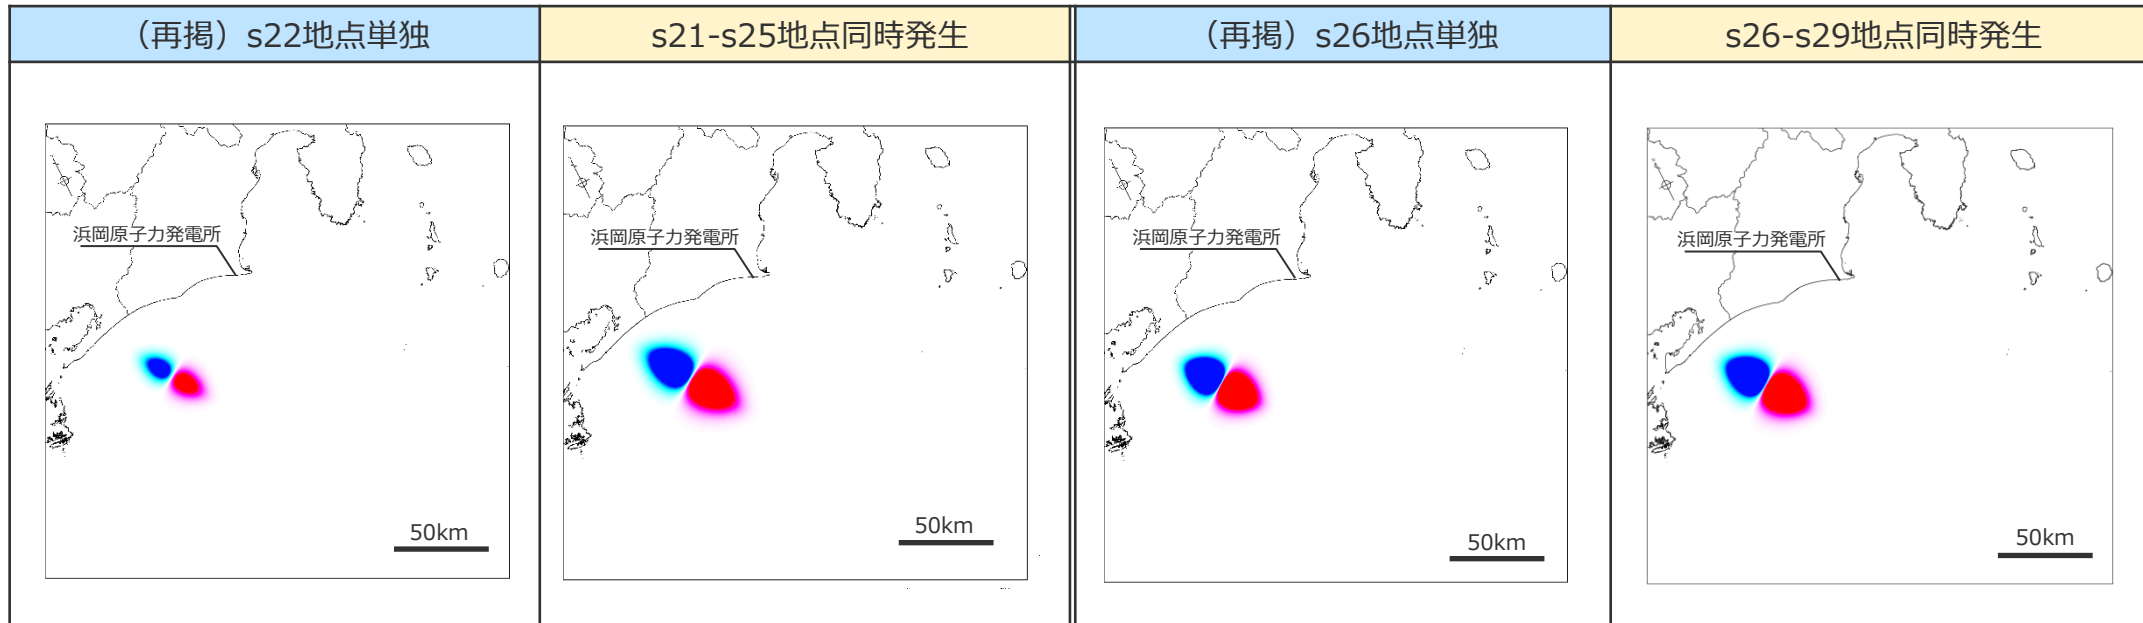 （再掲）s22地点単独
s21-s25地点同時発生
（再掲）s26地点単独
s26-s29地点同時発生
浜岡原子力発電所
50km
浜岡原子力発電所
50km
浜岡原子力発電所
50km
浜岡原子力発電所
50km